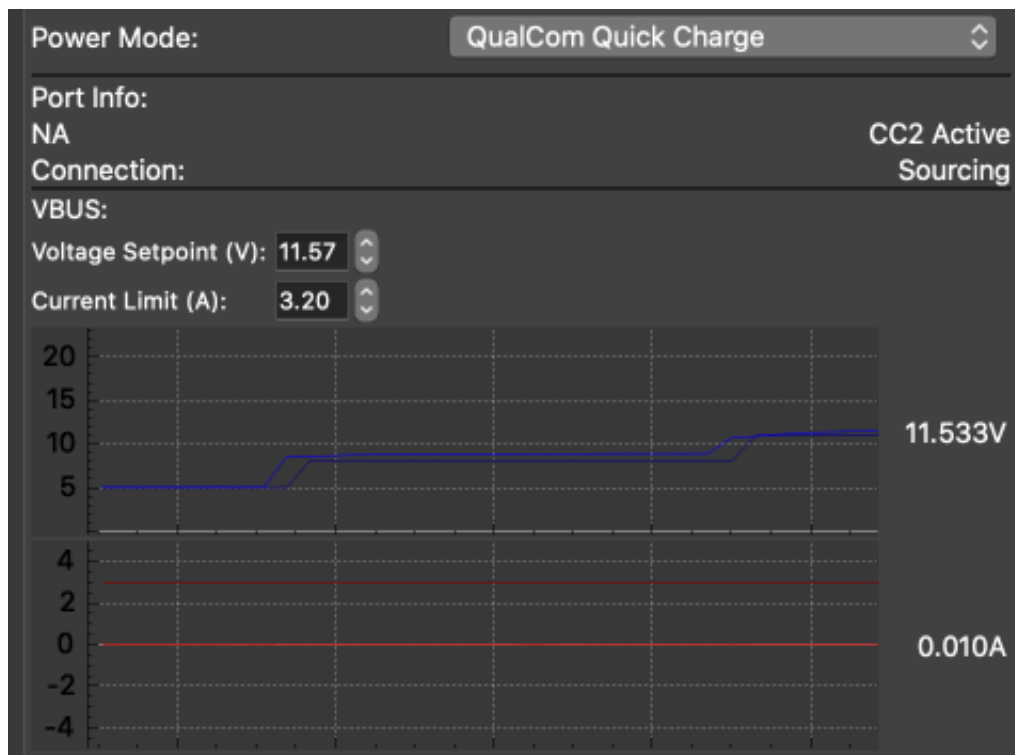 Power Mode: QualCom Quick Charge
Port Info:
NA CC2 Active
Connection: Sourcing
VBUS:
Voltage Setpoint (V): 11.57
Current Limit (A): 3.20
20
15
10
5
11.533V
4
2
0
-2
-4
0.010A